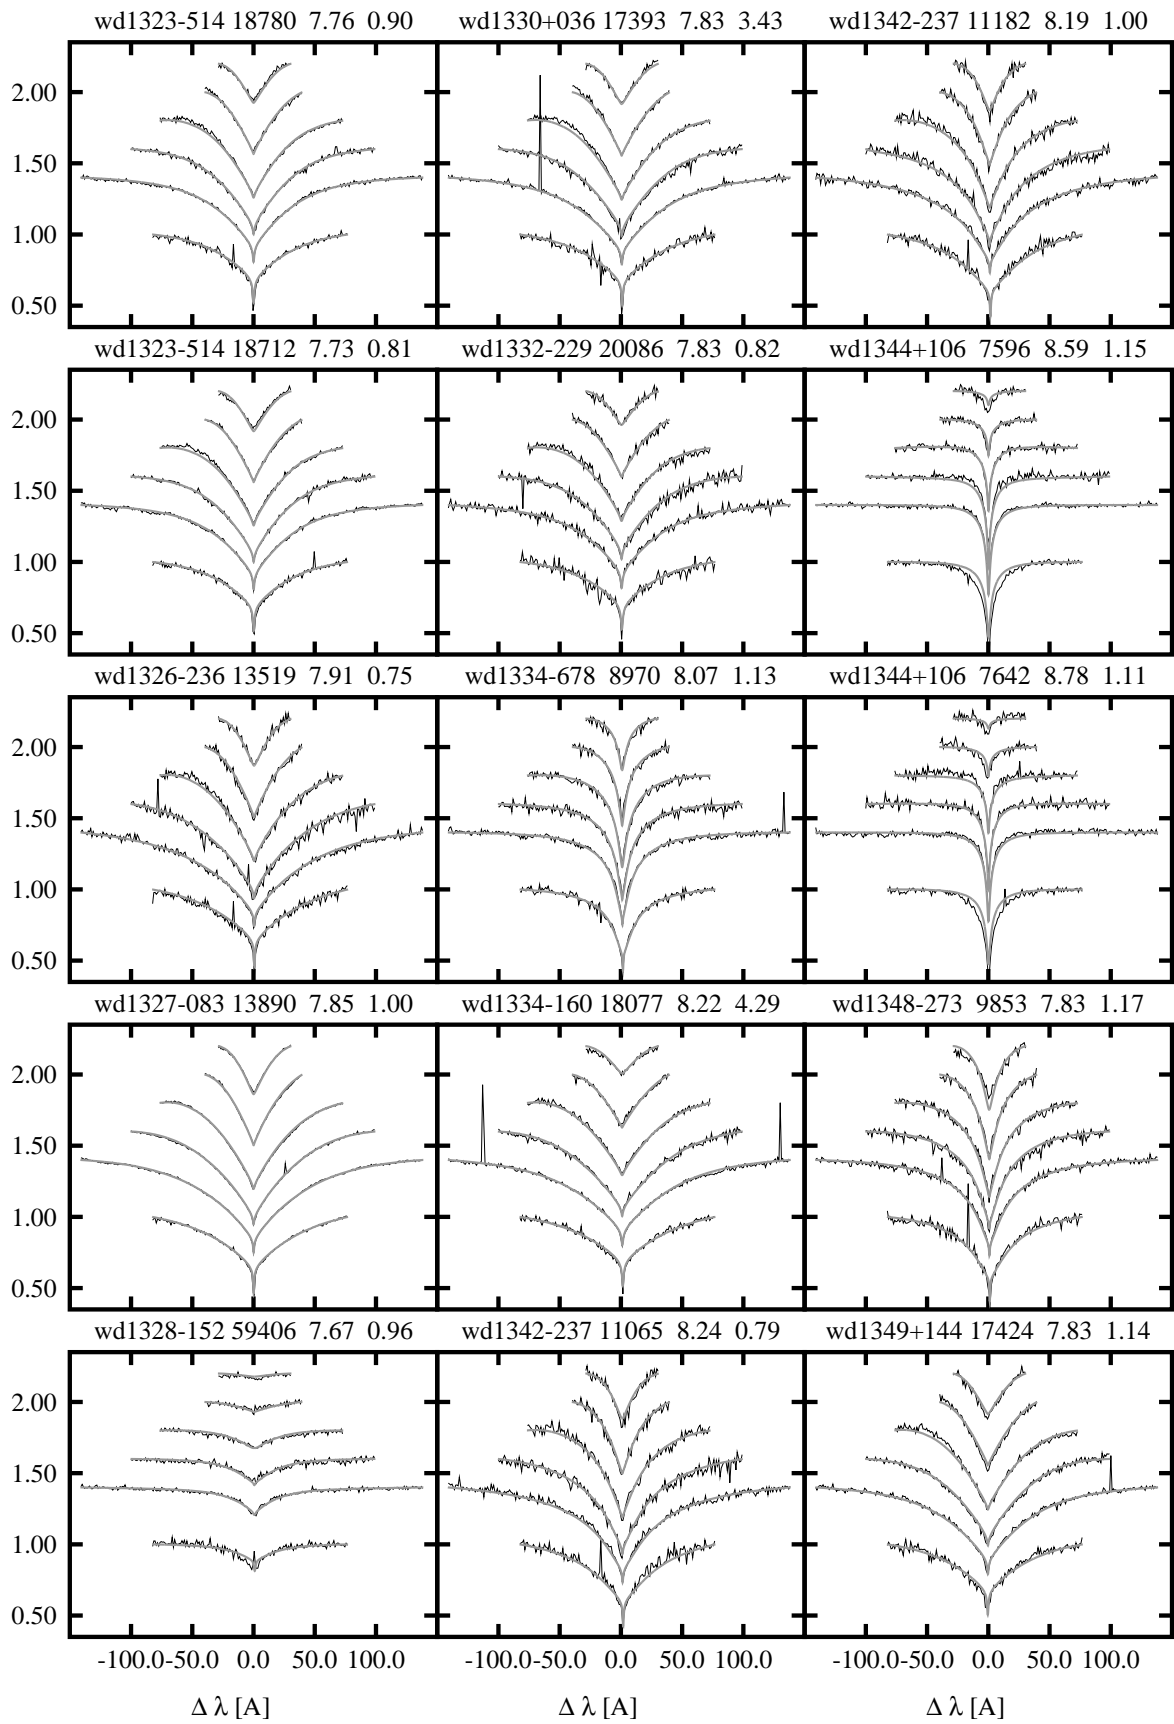 wd1323-514 18780 7.76 0.90
wd1330+036 17393 7.83 3.43
wd1342-237 11182 8.19 1.00
2.00
1.50
1.00
0.50
wd1323-514 18712 7.73 0.81
wd1332-229 20086 7.83 0.82
wd1344+106 7596 8.59 1.15
2.00
1.50
1.00
0.50
wd1326-236 13519 7.91 0.75
wd1334-678 8970 8.07 1.13
wd1344+106 7642 8.78 1.11
2.00
1.50
1.00
0.50
wd1327-083 13890 7.85 1.00
wd1334-160 18077 8.22 4.29
wd1348-273 9853 7.83 1.17
2.00
1.50
1.00
0.50
wd1328-152 59406 7.67 0.96
wd1342-237 11065 8.24 0.79
wd1349+144 17424 7.83 1.14
2.00
1.50
1.00
0.50
-100.0-50.0 0.0 50.0 100.0
-100.0-50.0 0.0 50.0 100.0
-100.0-50.0 0.0 50.0 100.0
Δ λ [A]
Δ λ [A]
Δ λ [A]